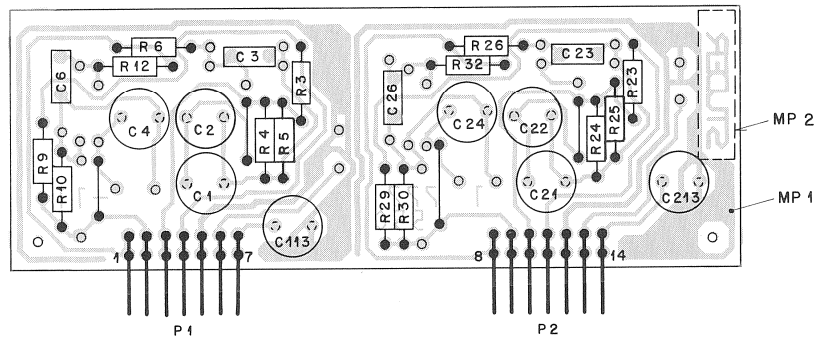 R 6
R 12
C 6
C 3
R 3
C 4
C 2
R 4
R 5
R 9
R 10
C 1
C 113
1
7
P 1
R 26
R 32
C 23
C 26
R 23
C 24
C 22
R 24
R 25
R 29
R 30
C 21
C 213
8
14
P 2
STUDER
MP 2
MP 1